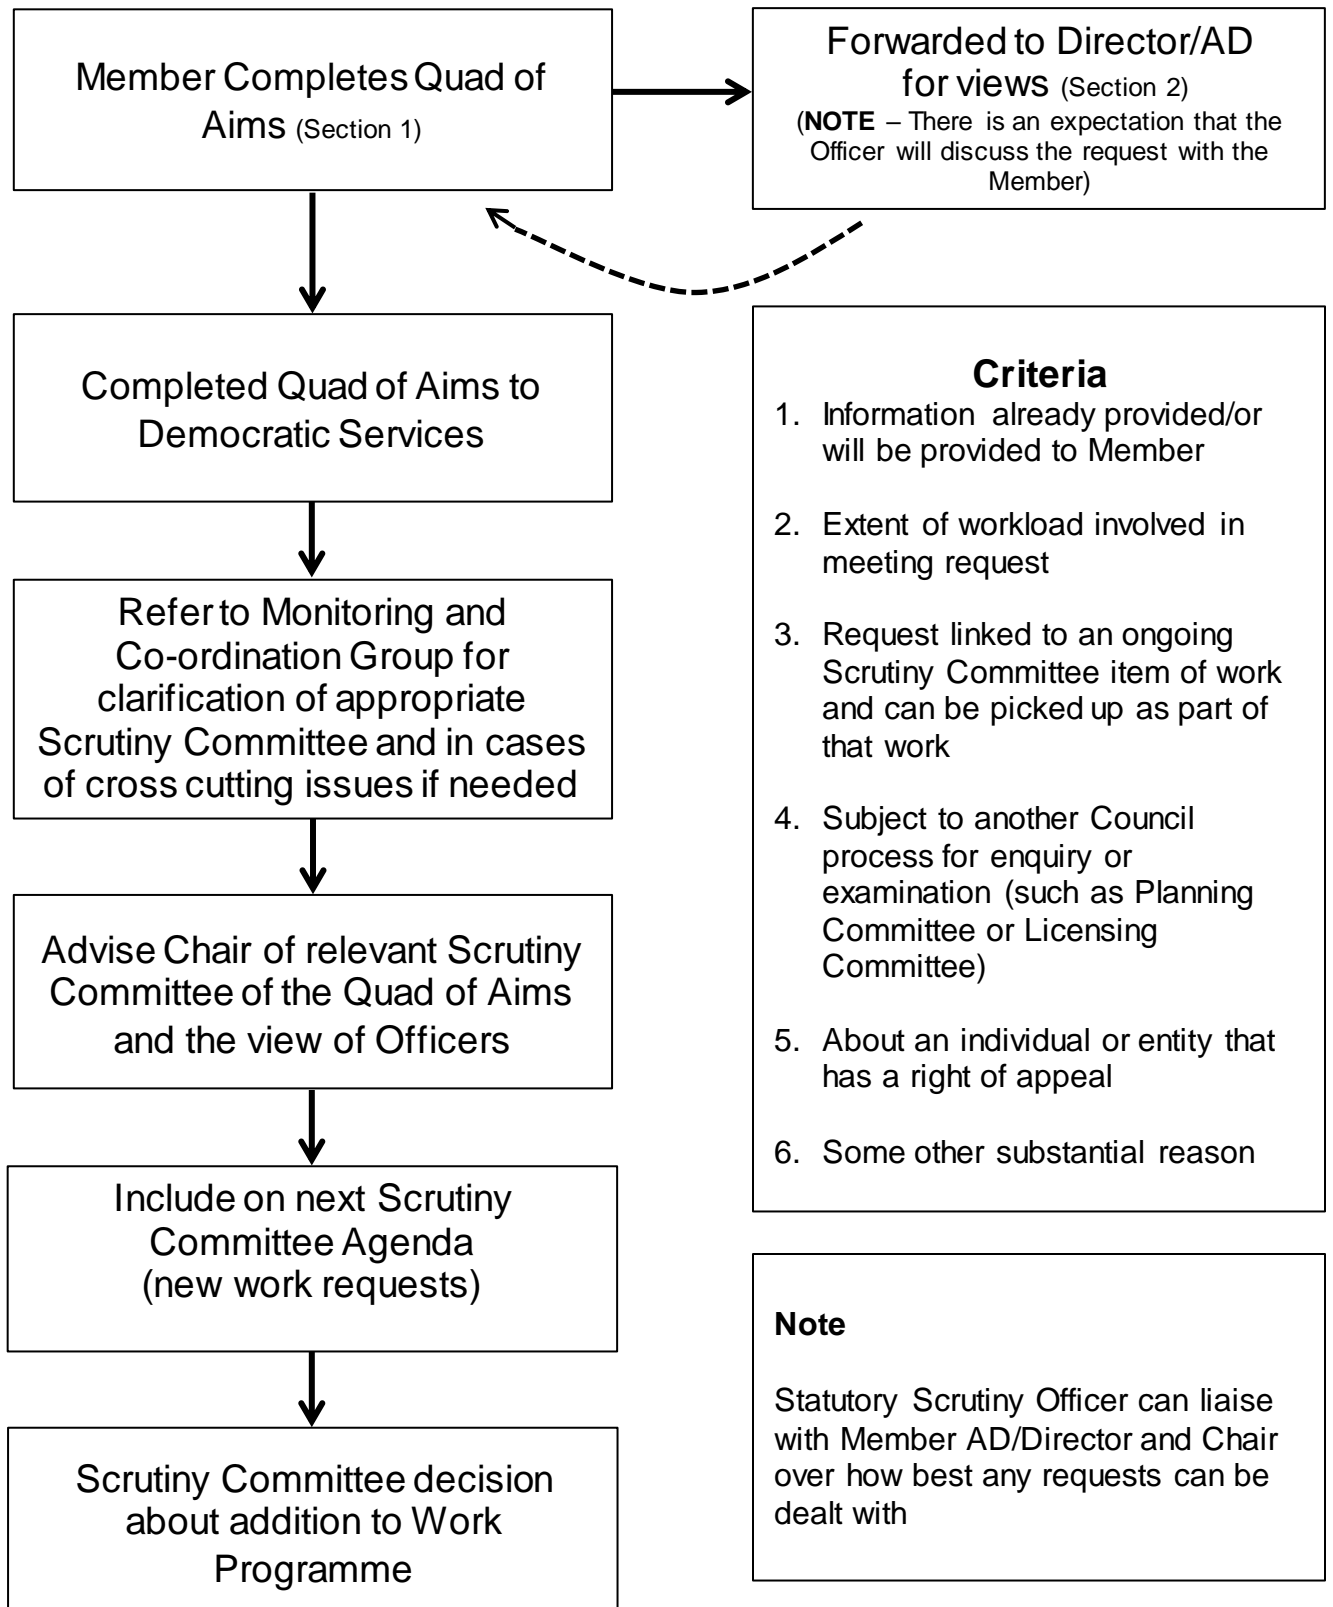 Member Completes Quad of
Aims (Section 1)
Forwarded to Director/AD
for views (Section 2)
(NOTE – There is an expectation that the
Officer will discuss the request with the
Member)
Completed Quad of Aims to
Democratic Services
Refer to Monitoring and
Co-ordination Group for
clarification of appropriate
Scrutiny Committee and in cases
of cross cutting issues if needed
Advise Chair of relevant Scrutiny
Committee of the Quad of Aims
and the view of Officers
Include on next Scrutiny
Committee Agenda
(new work requests)
Scrutiny Committee decision
about addition to Work
Programme
Criteria
1. Information already provided/or
will be provided to Member
2. Extent of workload involved in
meeting request
3. Request linked to an ongoing
Scrutiny Committee item of work
and can be picked up as part of
that work
4. Subject to another Council
process for enquiry or
examination (such as Planning
Committee or Licensing
Committee)
5. About an individual or entity that
has a right of appeal
6. Some other substantial reason
Note
Statutory Scrutiny Officer can liaise
with Member AD/Director and Chair
over how best any requests can be
dealt with